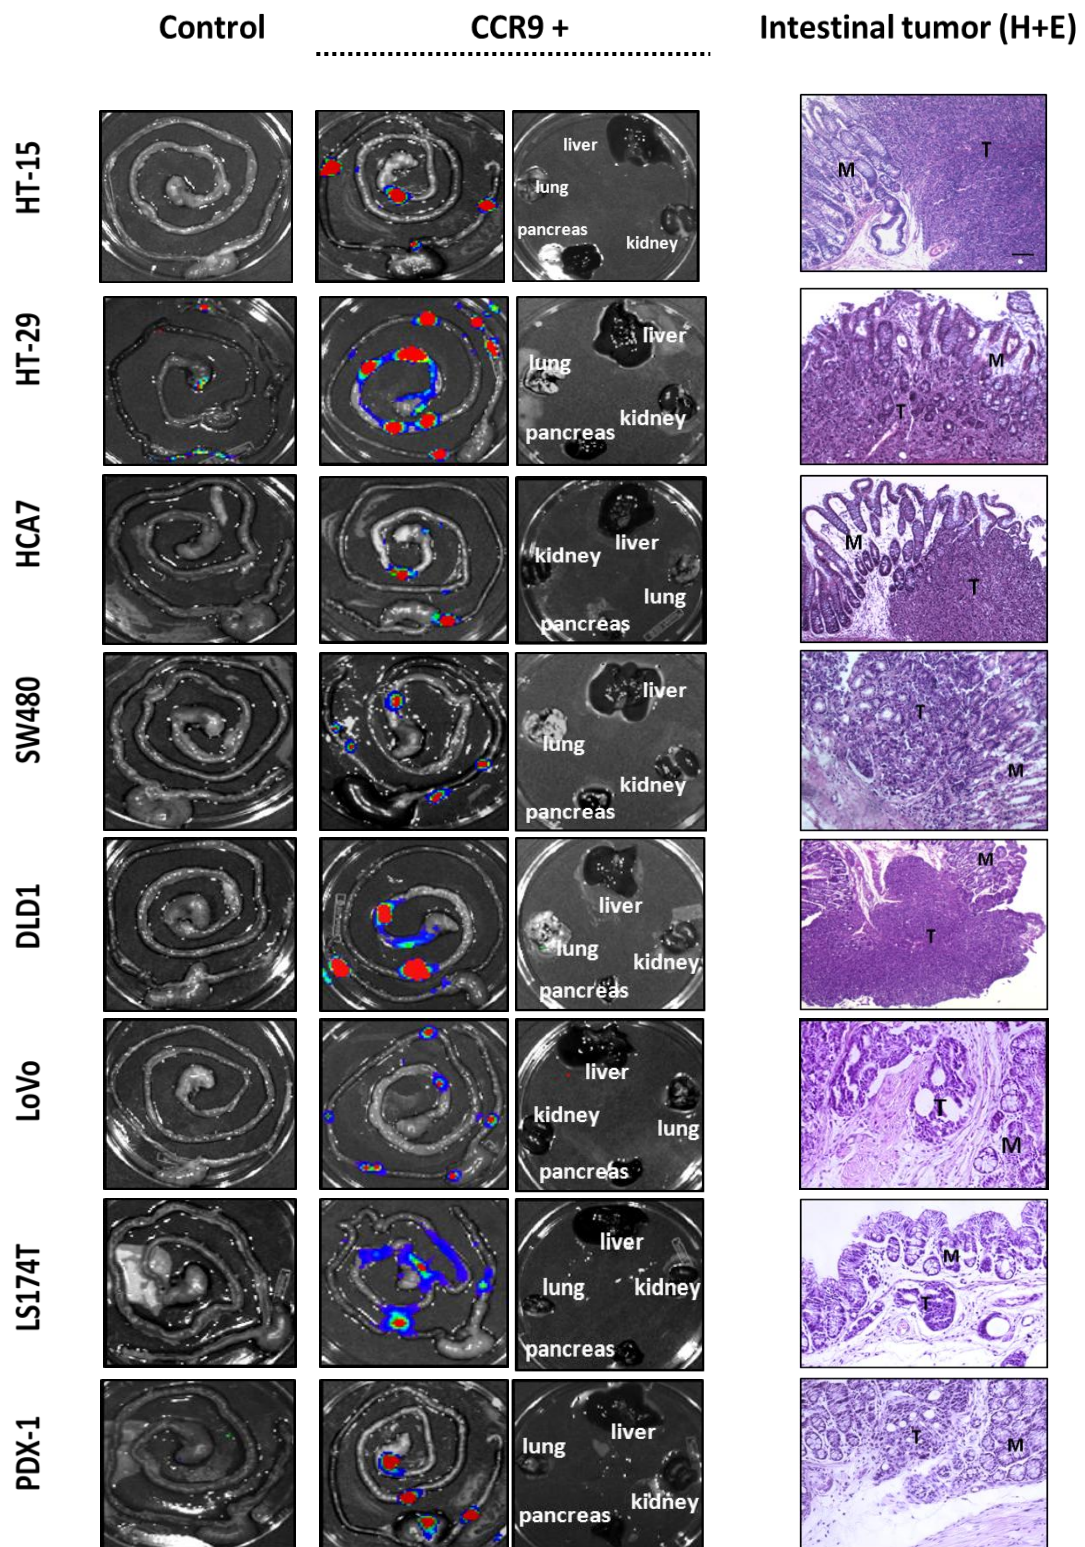 Control CCR9 + Intestinal tumor (H+E)
HT-15
liver
lung
pancreas
kidney
M
T
HT-29
liver
lung
kidney
pancreas
M
T
HCA7
liver
kidney
lung
pancreas
M
T
SW480
liver
lung
kidney
pancreas
T
M
DLD1
liver
lung
kidney
pancreas
M
T
LoVo
liver
kidney
lung
pancreas
T
M
LS174T
liver
lung
kidney
pancreas
M
T
PDX-1
liver
lung
kidney
pancreas
T
M